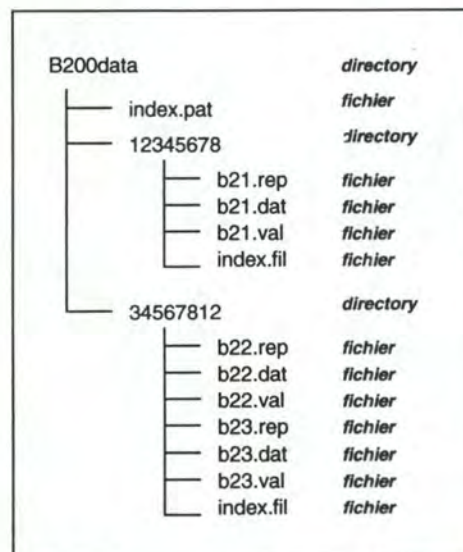 B200data directory
index.pat fichier
12345678 directory
b21.rep fichier
b21.dat fichier
b21.val fichier
index.fil fichier
34567812 directory
b22.rep fichier
b22.dat fichier
b22.val fichier
b23.rep fichier
b23.dat fichier
b23.val fichier
index.fil fichier